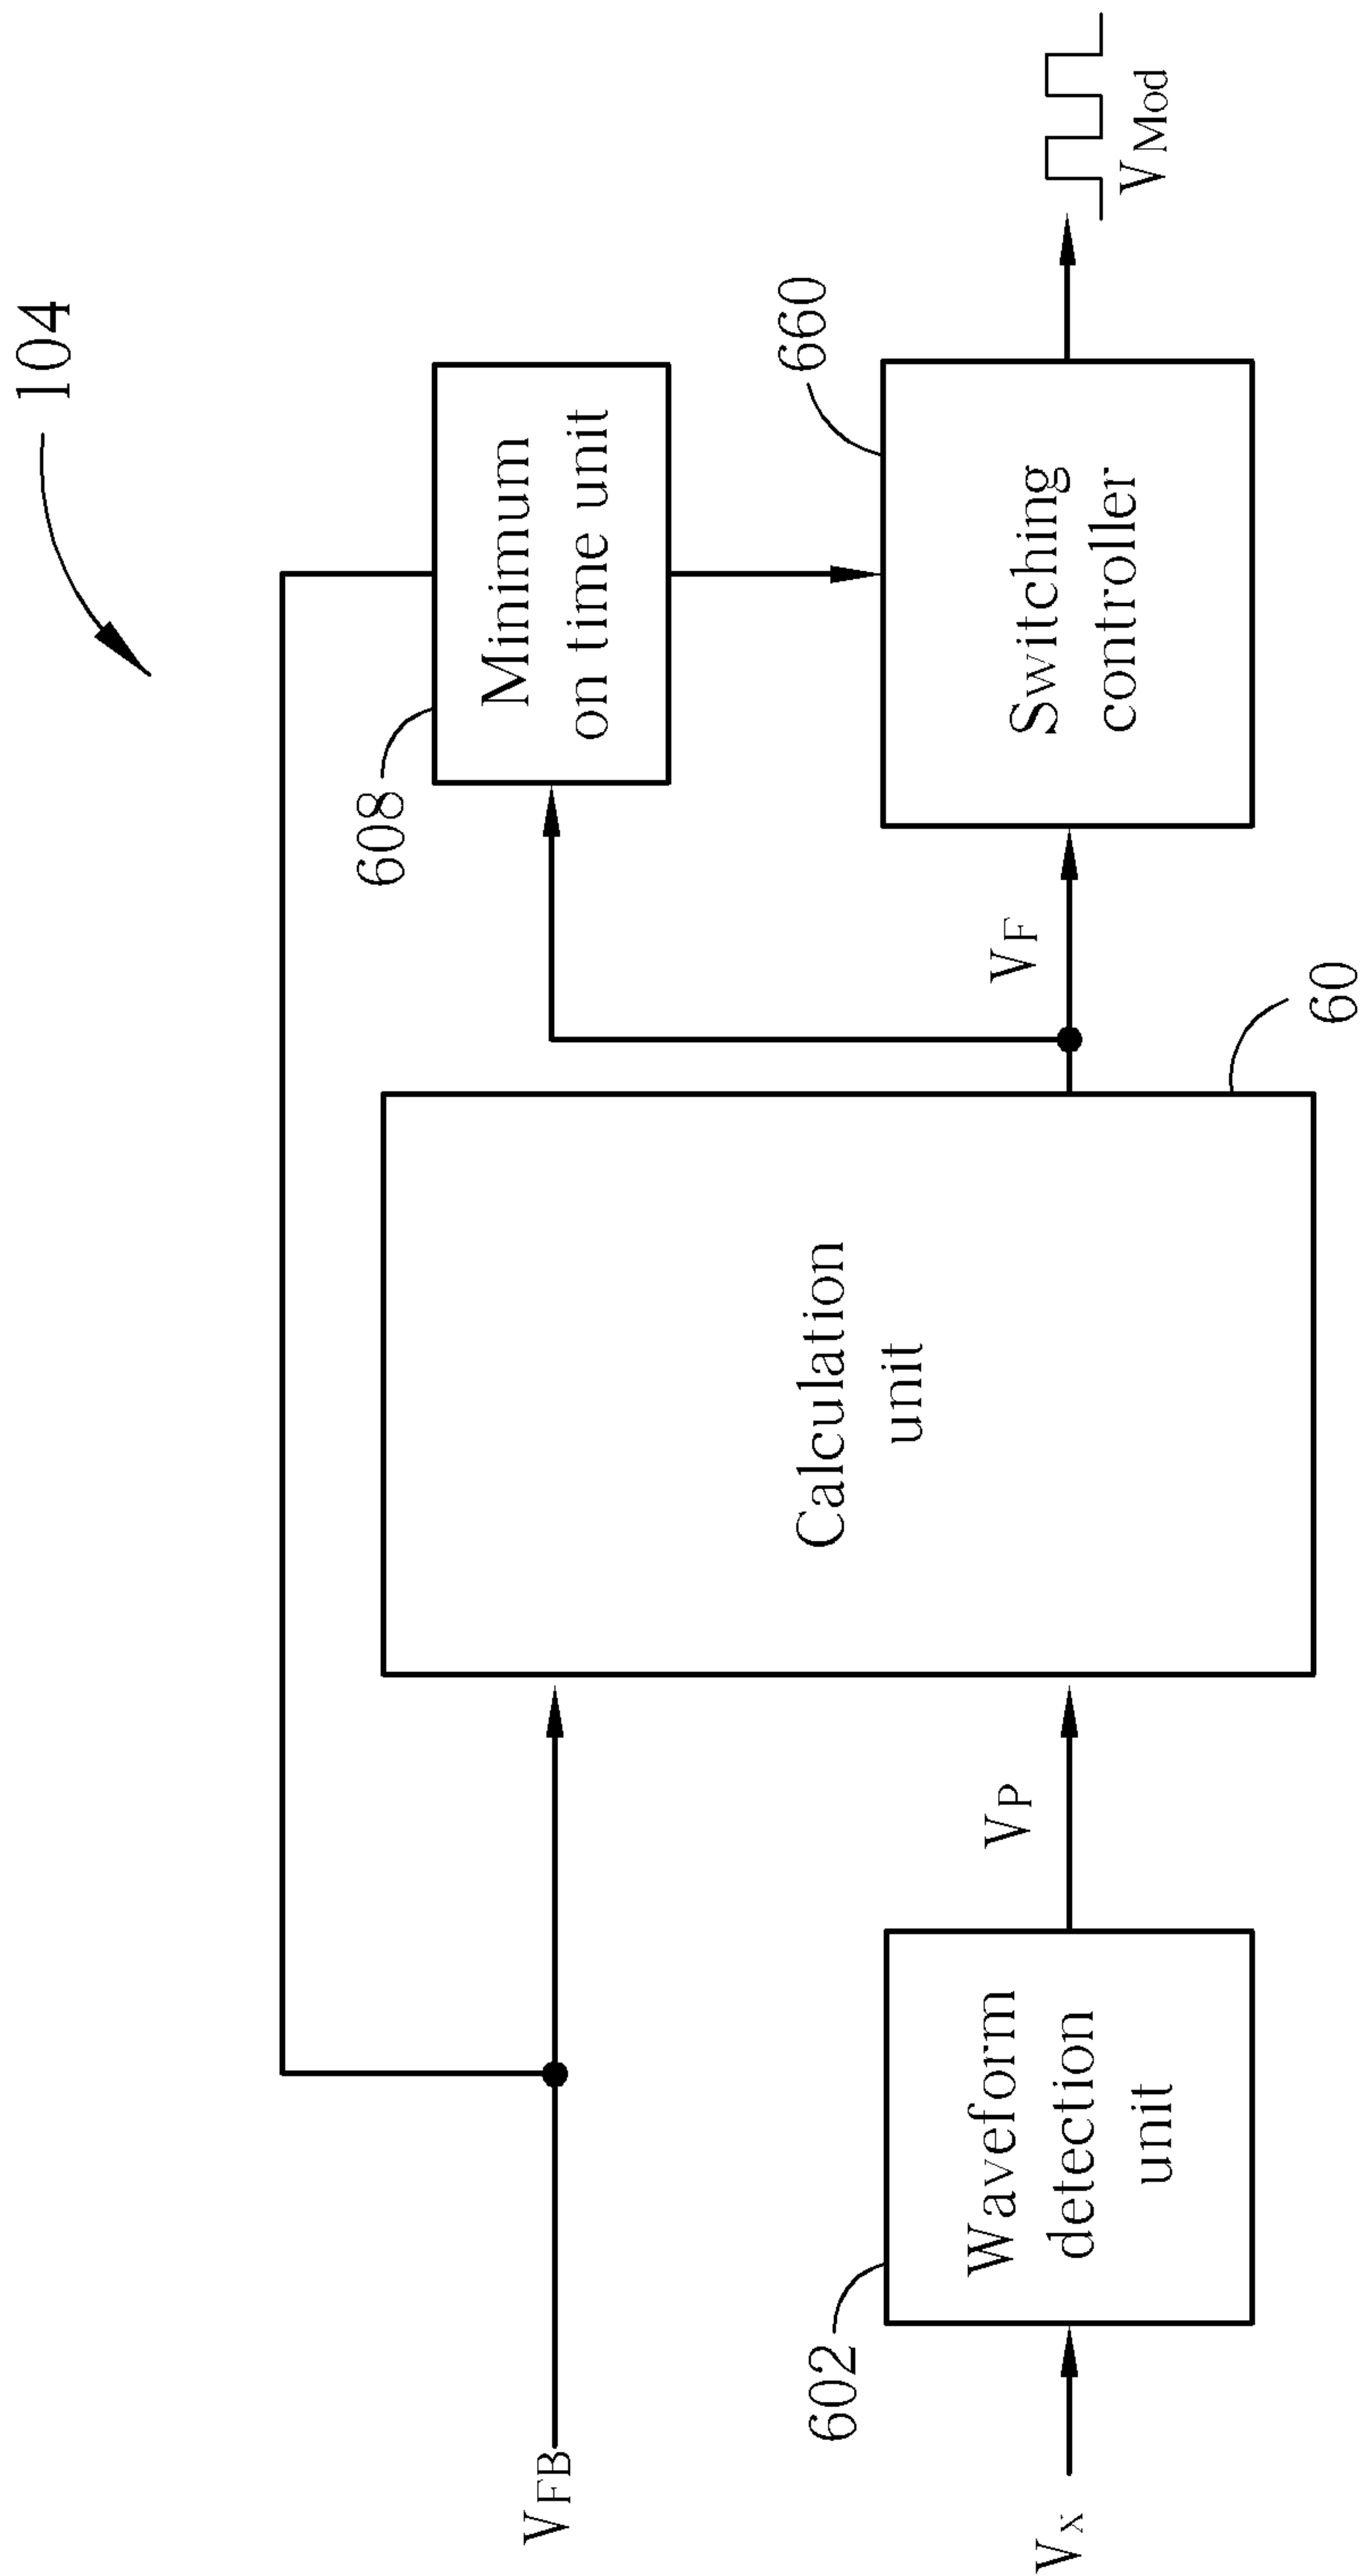 104
Minimum
on time unit
608
660
Switching
controller
VMod
VF
Calculation
unit
60
VFB
VP
Waveform
detection
unit
602
VX